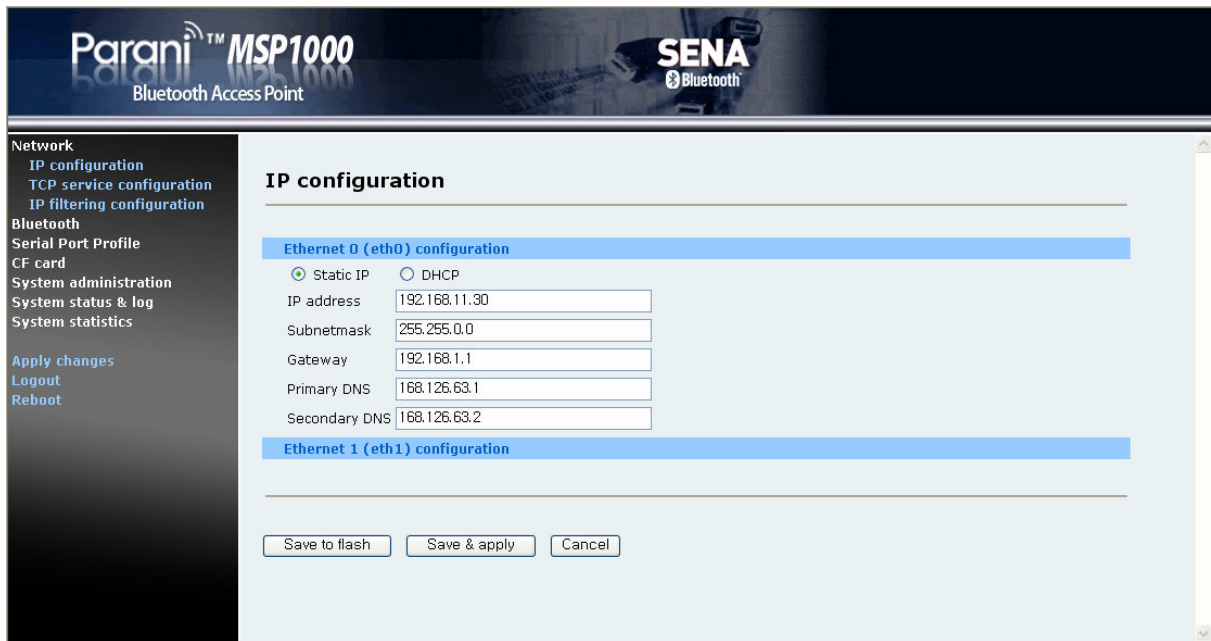 Parani™ MSP1000
Bluetooth Access Point
SENA
Bluetooth
Network
IP configuration
TCP service configuration
IP filtering configuration
Bluetooth
Serial Port Profile
CF card
System administration
System status & log
System statistics
Apply changes
Logout
Reboot
IP configuration
Ethernet 0 (eth0) configuration
Static IP DHCP
IP address 192.168.11.30
Subnetmask 255.255.0.0
Gateway 192.168.1.1
Primary DNS 168.126.63.1
Secondary DNS 168.126.63.2
Ethernet 1 (eth1) configuration
Save to flash Save & apply Cancel